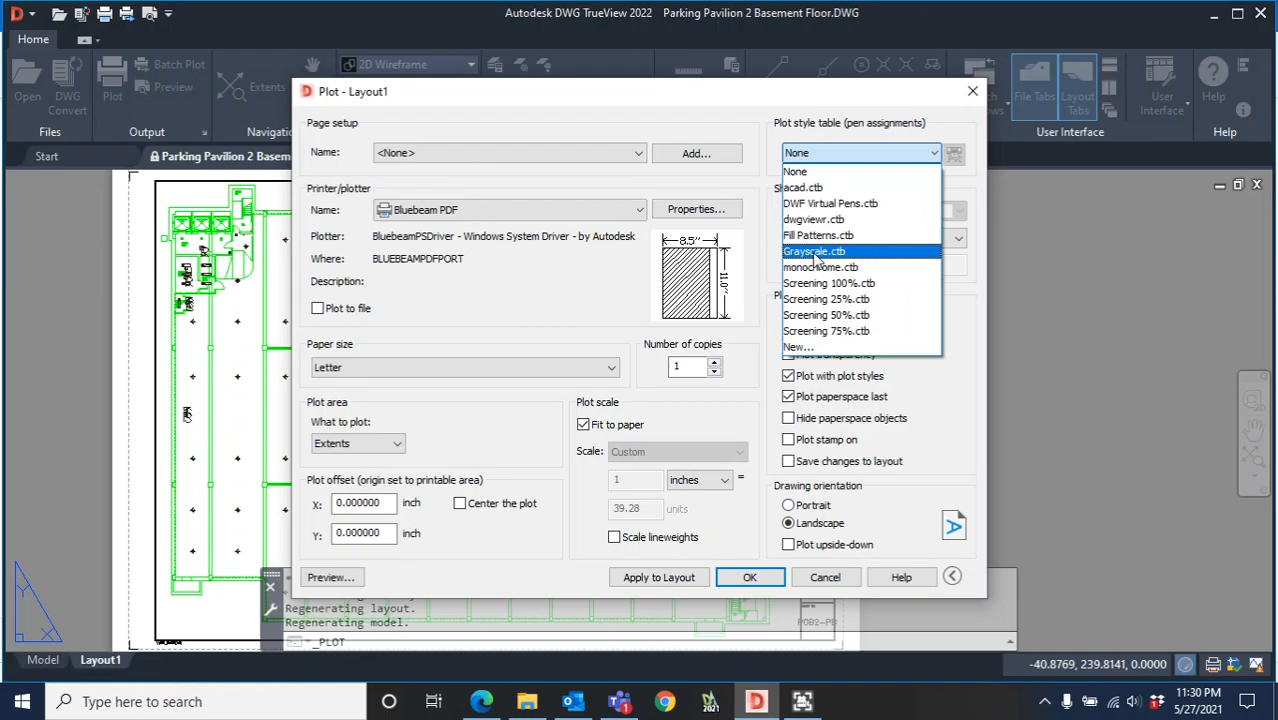 Autodesk DWG TrueView 2022 Parking Pavilion 2 Basement Floor.DWG
Home
Open
DWG
Convert
Plot
Batch Plot
Preview
Extents
2D Wireframe
File Tabs
Layout
Tabs
User
Interface
Help
Files
Output
User Interface
Help
Start
Parking Pavilion 2 Basem
Plot - Layout1
Page setup
Name:
<None>
Add...
Printer/plotter
Name:
Bluebeam PDF
Properties...
Plotter:
BluebeamPSDriver - Windows System Driver - by Autodesk
Where:
BLUEBEAMPDFPORT
Description:
Plot to file
8.5''
11.0''
Paper size
Letter
Number of copies
1
Plot area
What to plot:
Extents
Plot scale
Fit to paper
Scale:
Custom
1
inches
=
39.28
units
Scale lineweights
Plot offset (origin set to printable area)
X:
0.000000
inch
Center the plot
Y:
0.000000
inch
Plot style table (pen assignments)
None
None
acad.ctb
DWF Virtual Pens.ctb
dwgviewr.ctb
Fill Patterns.ctb
Grayscale.ctb
monochrome.ctb
Screening 100%.ctb
Screening 25%.ctb
Screening 50%.ctb
Screening 75%.ctb
New...
Plot transparency
Plot with plot styles
Plot paperspace last
Hide paperspace objects
Plot stamp on
Save changes to layout
Drawing orientation
Portrait
Landscape
Plot upside-down
A
Preview...
Apply to Layout
OK
Cancel
Help
Regenerating layout.
Regenerating model.
_PLOT
POB2-PB
Y
X
Model
Layout1
-40.8769, 239.8141, 0.0000
Type here to search
2021
11:30 PM
5/27/2021